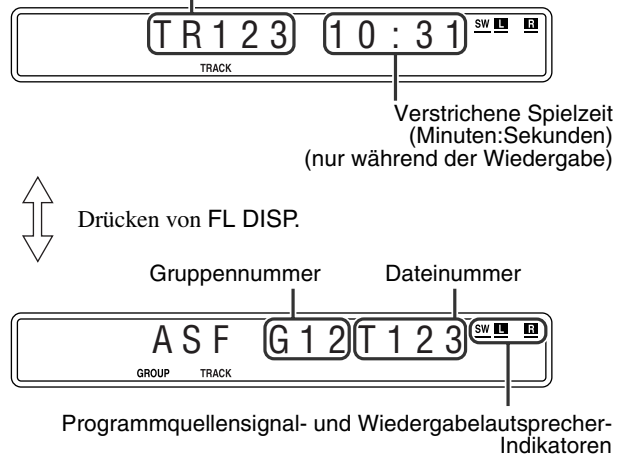 TR123 10:31 SW L R
TRACK
Verstrichene Spielzeit
(Minuten:Sekunden)
(nur während der Wiedergabe)
Drücken von FL DISP.
Gruppennummer Dateinummer
ASF G12 T123 SW L R
GROUP TRACK
Programmquellensignal- und Wiedergabelautsprecher-
Indikatoren